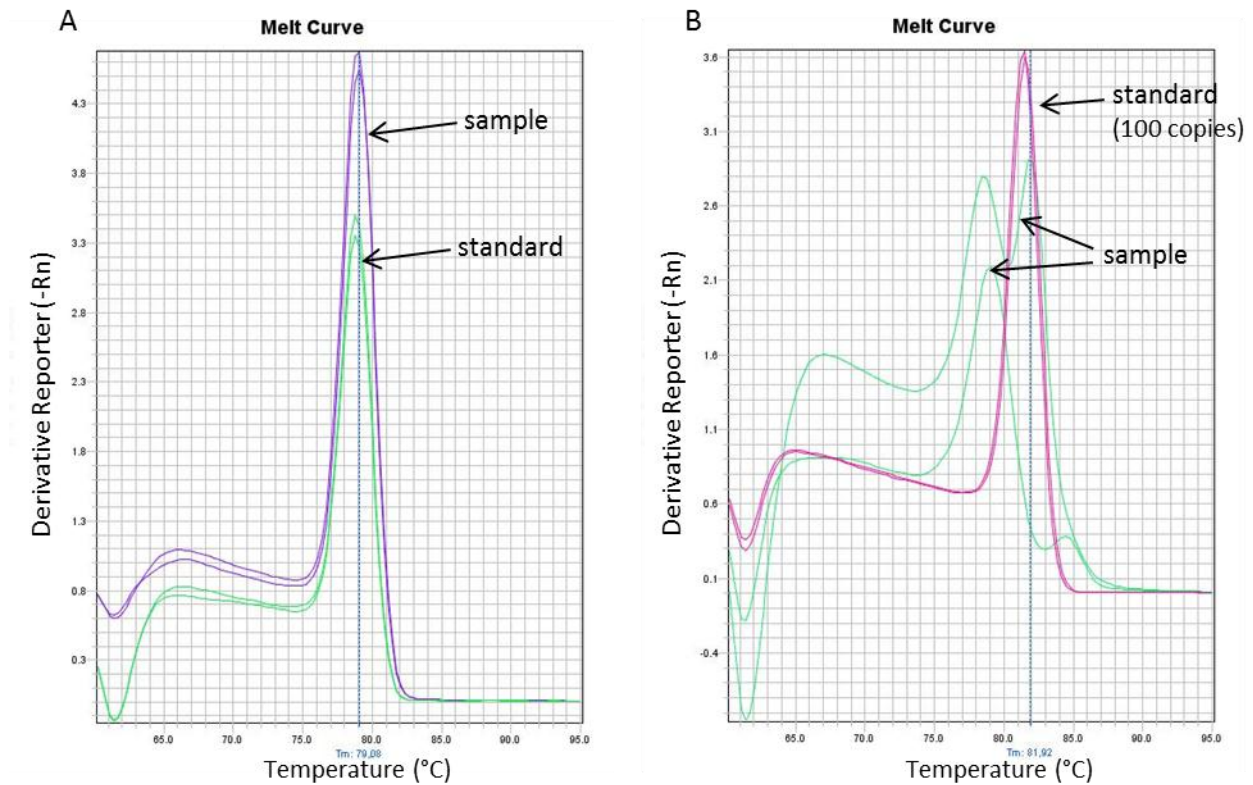 A
Melt Curve
4.3
3.8
3.3
2.8
2.3
1.8
1.3
0.8
0.3
Derivative Reporter (-Rn)
sample
standard
65.0 70.0 75.0 80.0 85.0 90.0 95.0
Tm: 79,08
Temperature (°C)
B
Melt Curve
3.6
3.1
2.6
2.1
1.6
1.1
0.6
0.1
-0.4
Derivative Reporter (-Rn)
standard
(100 copies)
sample
65.0 70.0 75.0 80.0 85.0 90.0 95.0
Tm: 81,92
Temperature (°C)